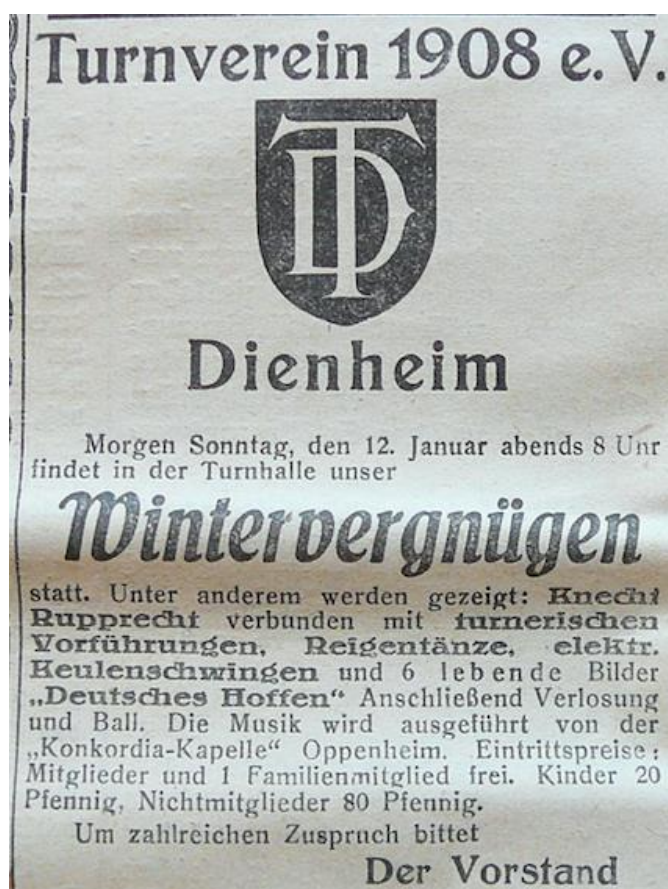 Turnverein 1908 e. V.
TD
Dienheim
Morgen Sonntag, den 12. Januar abends 8 Uhr
findet in der Turnhalle unser
Wintervergnügen
statt. Unter anderem werden gezeigt: Knecht
Rupprecht verbunden mit turnerischen
Vorführungen, Reigentänze, elektr.
Keulenschwingen und 6 lebende Bilder
„Deutsches Hoffen“ Anschließend Verlosung
und Ball. Die Musik wird ausgeführt von der
„Konkordia-Kapelle“ Oppenheim. Eintrittspreise:
Mitglieder und 1 Familienmitglied frei. Kinder 20
Pfennig, Nichtmitglieder 80 Pfennig.
Um zahlreichen Zuspruch bittet
Der Vorstand